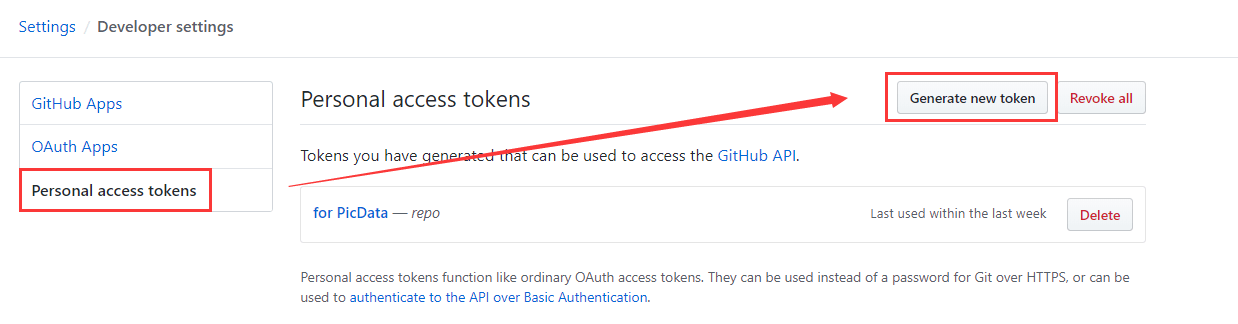 Settings / Developer settings
GitHub Apps
OAuth Apps
Personal access tokens
Personal access tokens
Generate new token
Revoke all
Tokens you have generated that can be used to access the GitHub API.
for PicData — repo
Last used within the last week
Delete
Personal access tokens function like ordinary OAuth access tokens. They can be used instead of a password for Git over HTTPS, or can be
used to authenticate to the API over Basic Authentication.